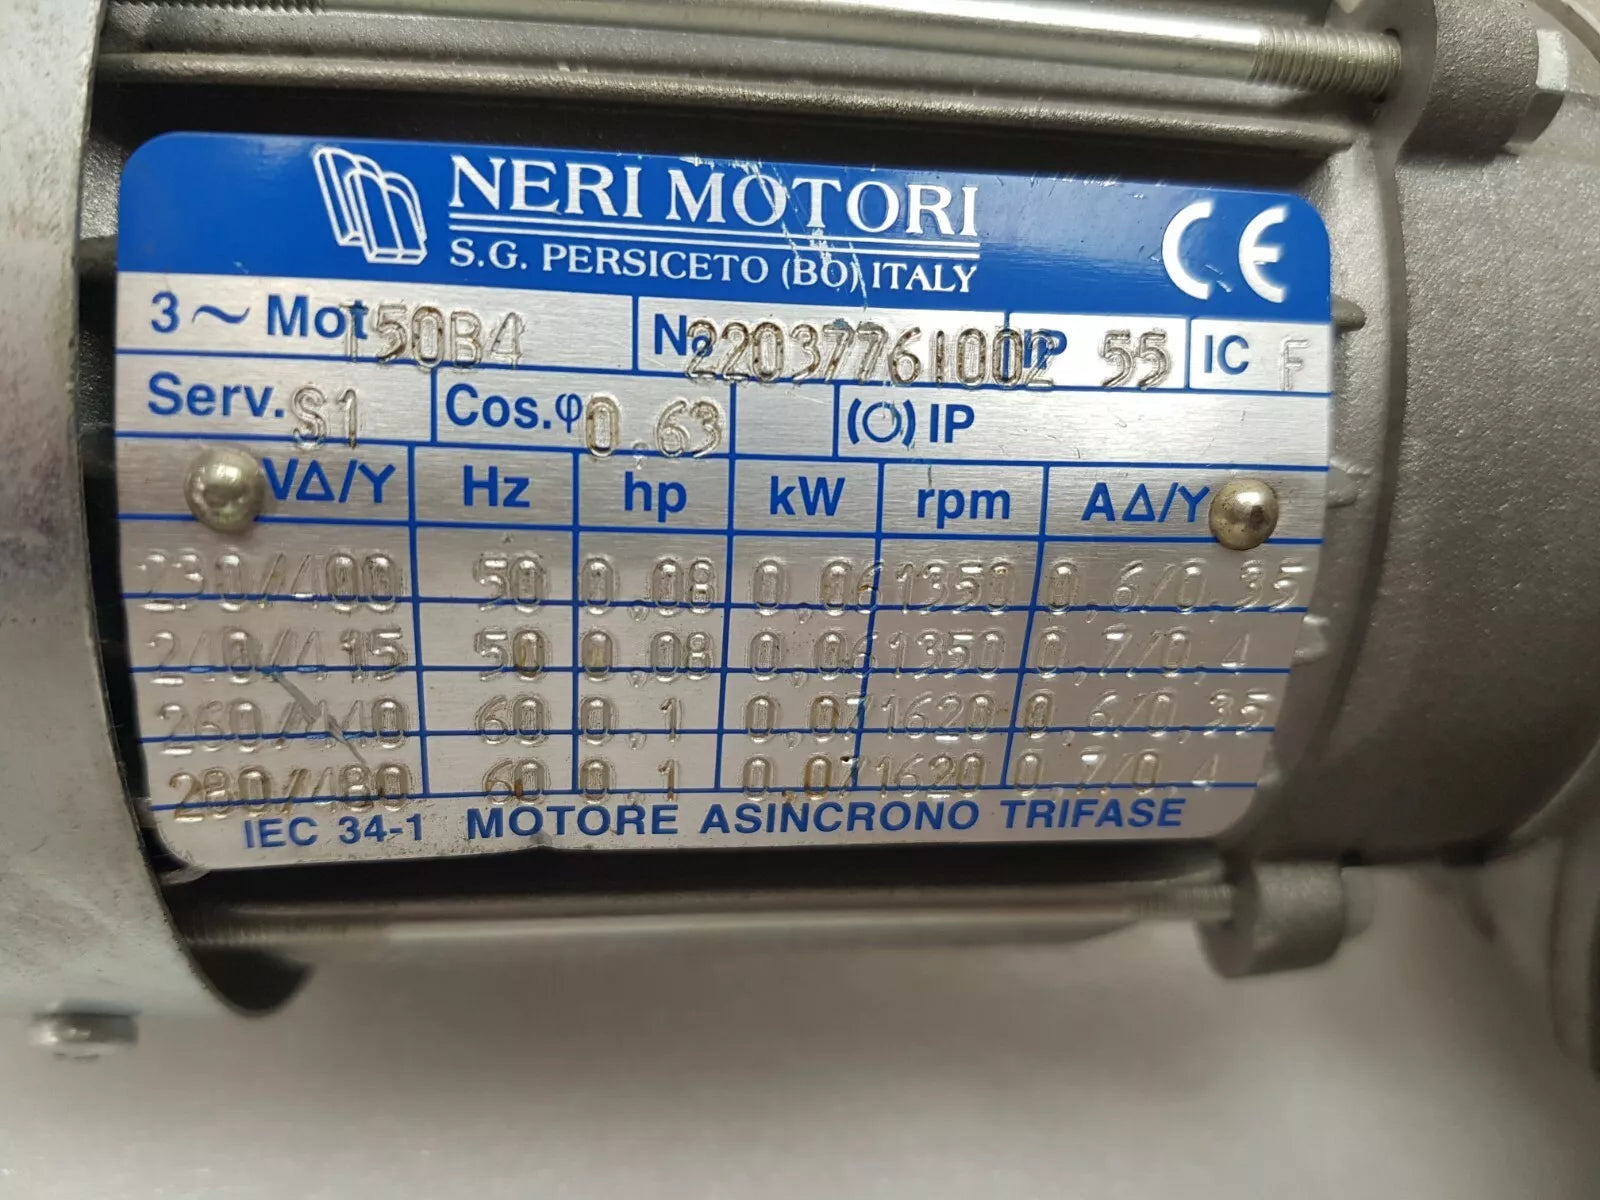 NERI MOTORI
S.G. PERSICETO (BO) ITALY
CE
3~Mot T50B4 No 22037761002 IP 55 IC F
Serv. S1 Cos.φ 0,63 (O) IP
VΔ/Y Hz hp kW rpm AΔ/Y
230/400 50 0,08 0,06 1350 0,6/0,35
240/415 50 0,08 0,06 1350 0,7/0,4
260/440 60 0,1 0,07 1620 0,6/0,35
280/480 60 0,1 0,07 1620 0,7/0,4
IEC 34-1 MOTORE ASINCRONO TRIFASE